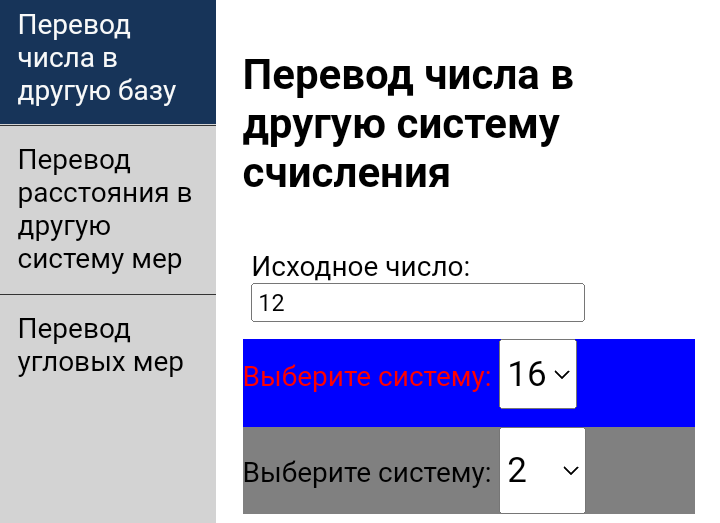 Перевод
числа в
другую базу
Перевод
расстояния в
другую
систему мер
Перевод
угловых мер
Перевод числа в
другую систему
счисления
Исходное число:
12
Выберите систему: 16
Выберите систему: 2